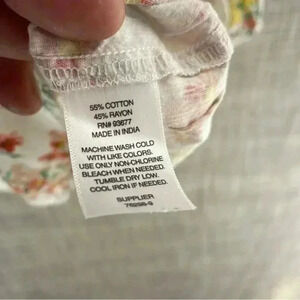 55% COTTON
45% RAYON
RN# 93677
MADE IN INDIA
MACHINE WASH COLD
WITH LIKE COLORS.
USE ONLY NON-CHLORINE
BLEACH WHEN NEEDED.
TUMBLE DRY LOW.
COOL IRON IF NEEDED.
SUPPLIER